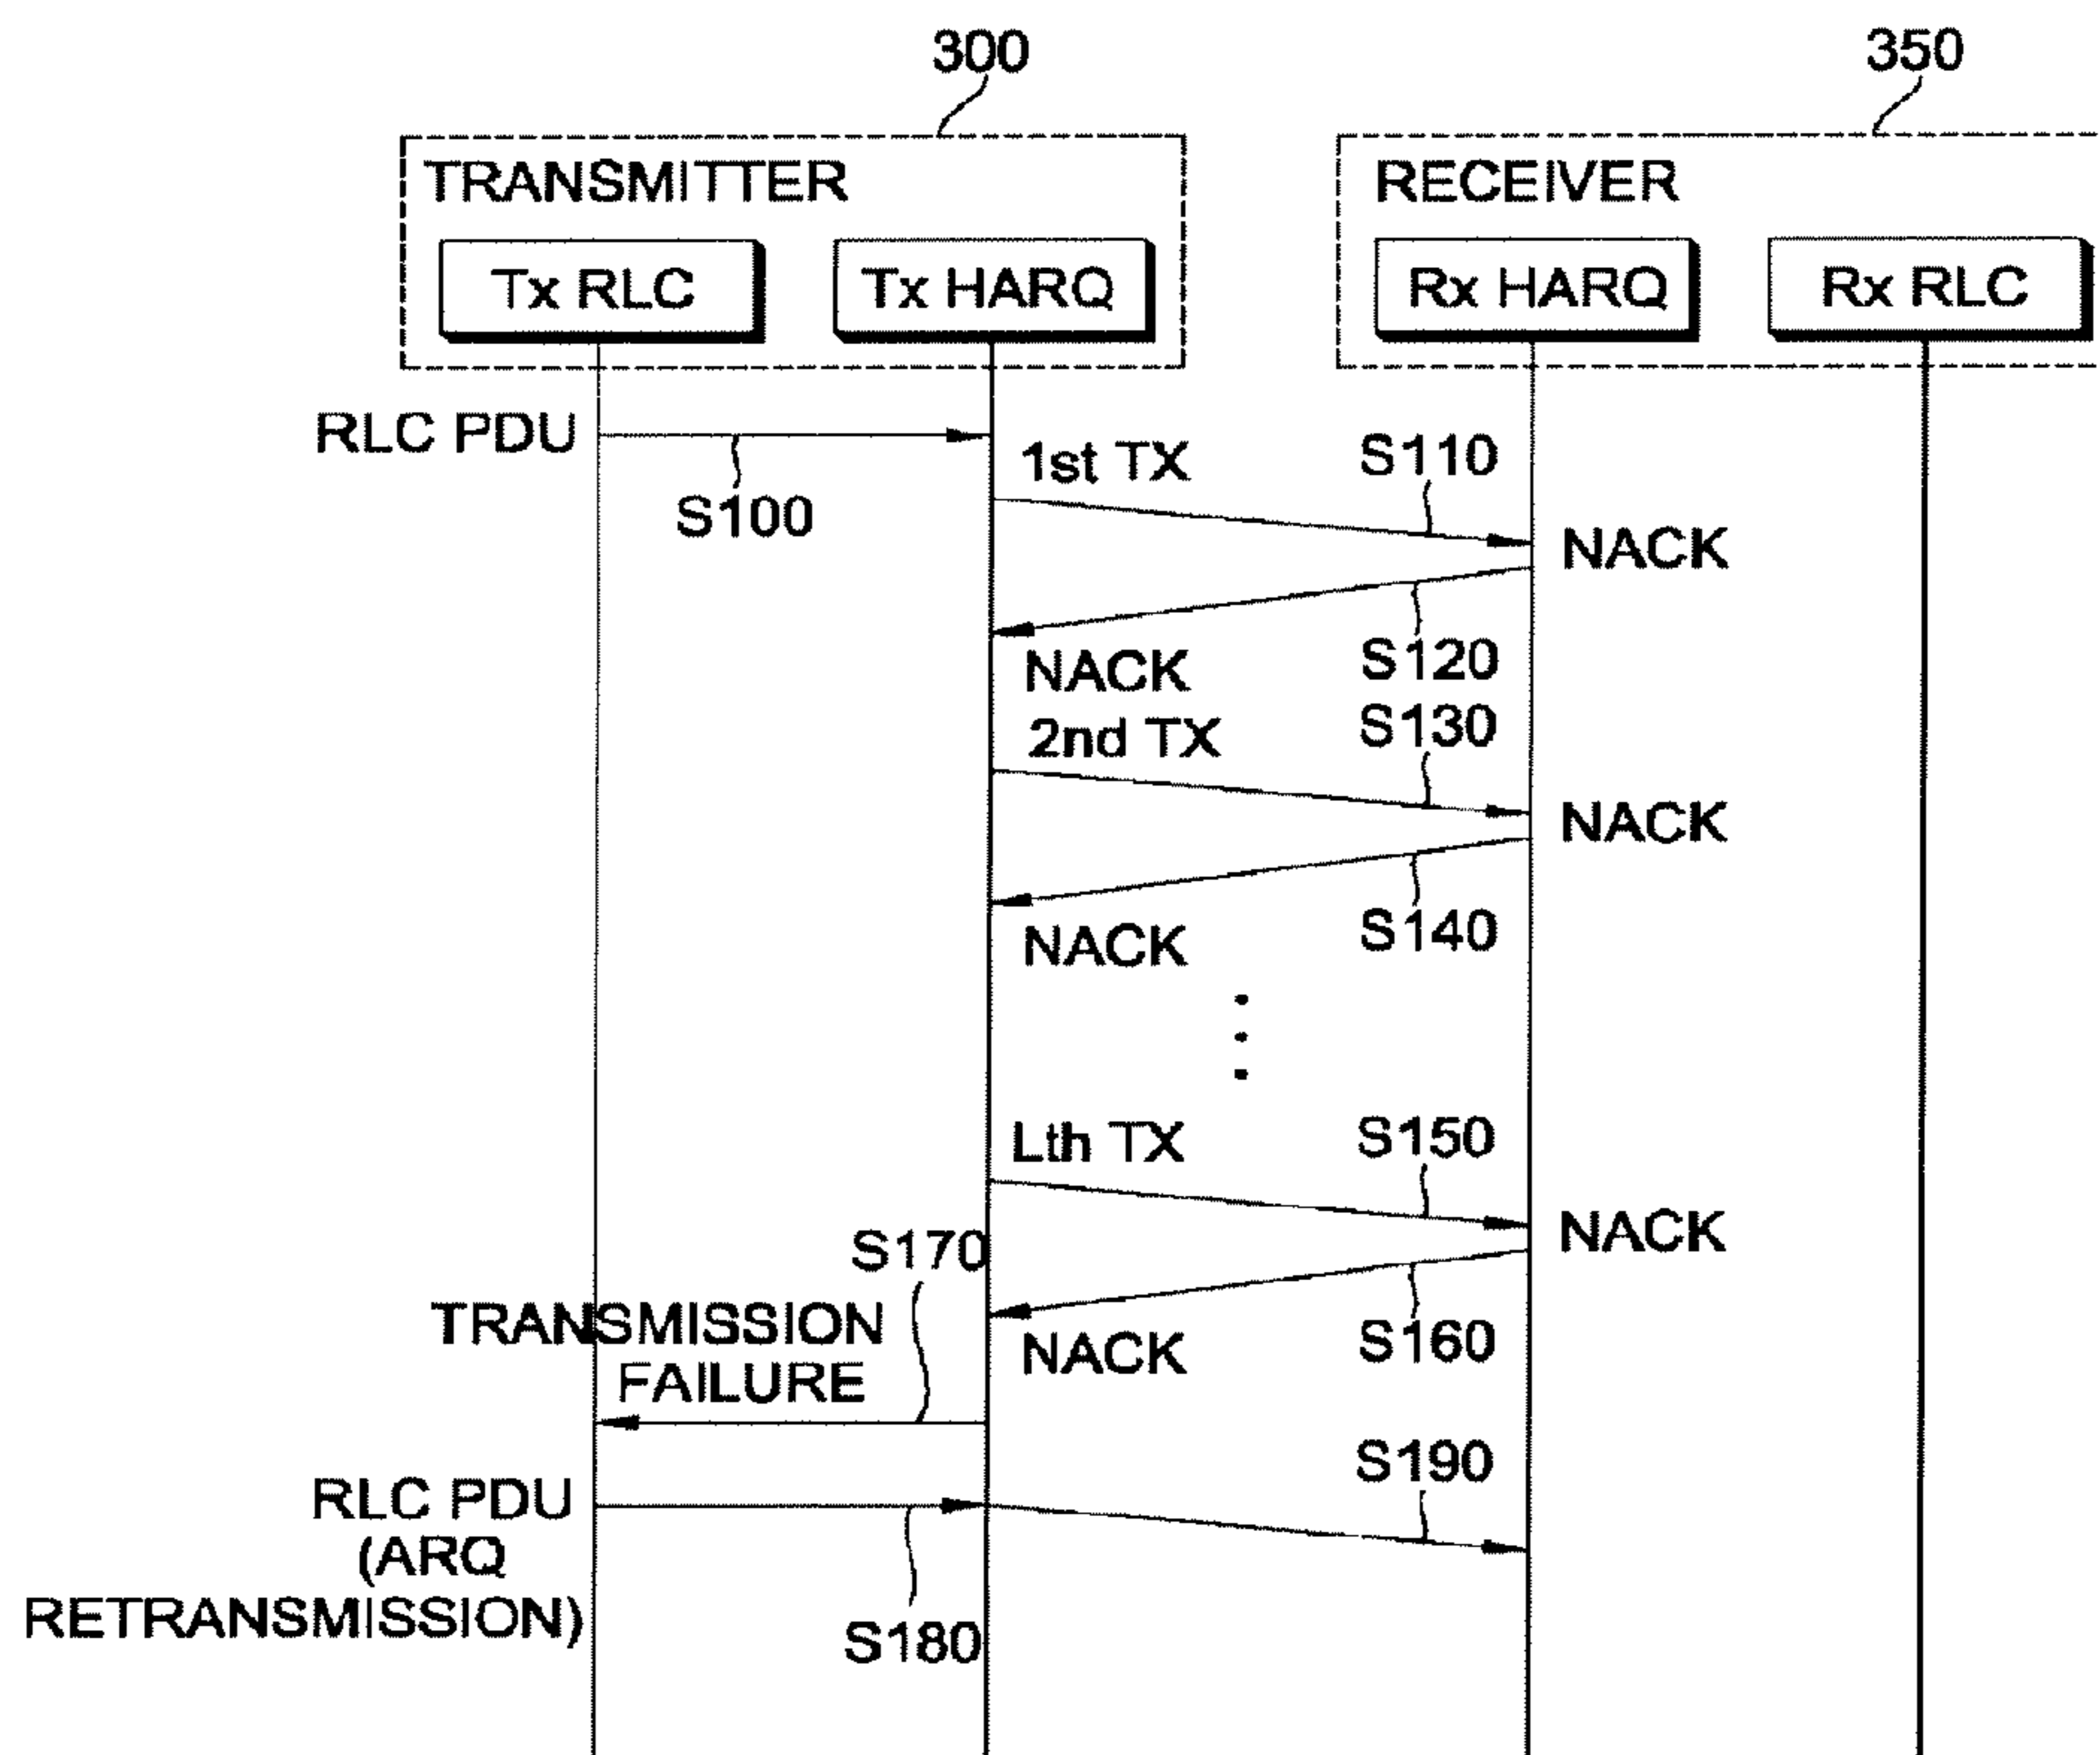 300
350
TRANSMITTER
RECEIVER
Tx RLC
Tx HARQ
Rx HARQ
Rx RLC
RLC PDU
S100
1st TX
S110
NACK
NACK
S120
2nd TX
S130
NACK
NACK
S140
Lth TX
S150
NACK
S170
TRANSMISSION
FAILURE
NACK
S160
RLC PDU
(ARQ
RETRANSMISSION)
S180
S190